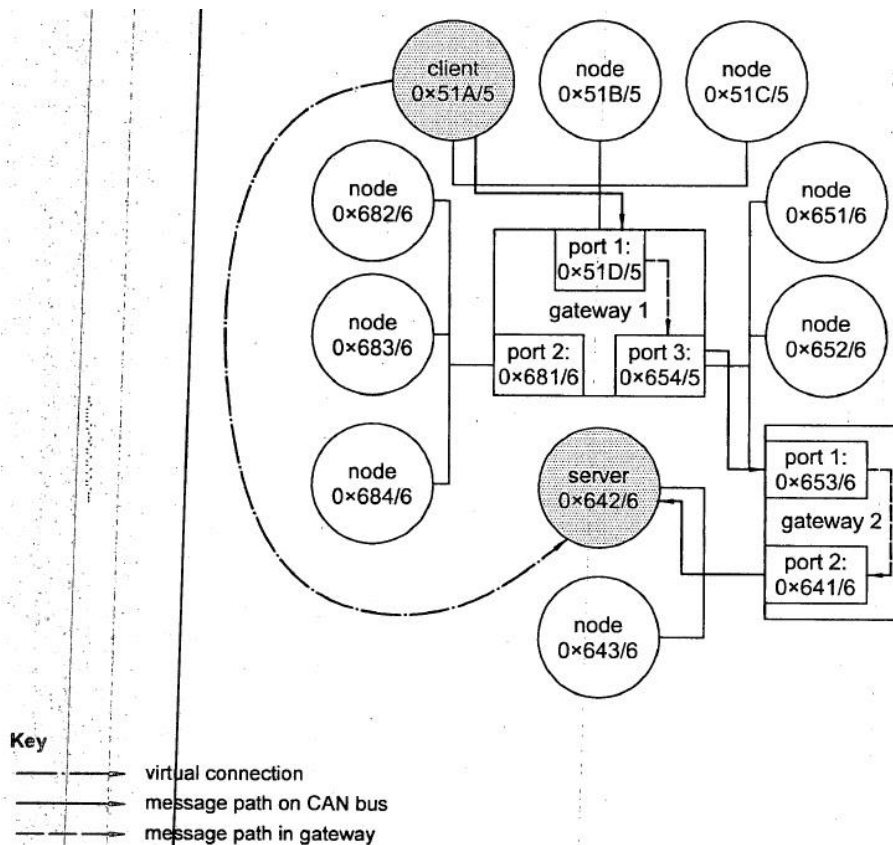 client
0×51A/5
node
0×51B/5
node
0×51C/5
node
0×682/6
node
0×651/6
port 1:
0×51D/5
gateway 1
node
0×683/6
port 2:
0×681/6
port 3:
0×654/5
node
0×652/6
node
0×684/6
server
0×642/6
port 1:
0×653/6
gateway 2
port 2:
0×641/6
node
0×643/6
Key
virtual connection
message path on CAN bus
message path in gateway